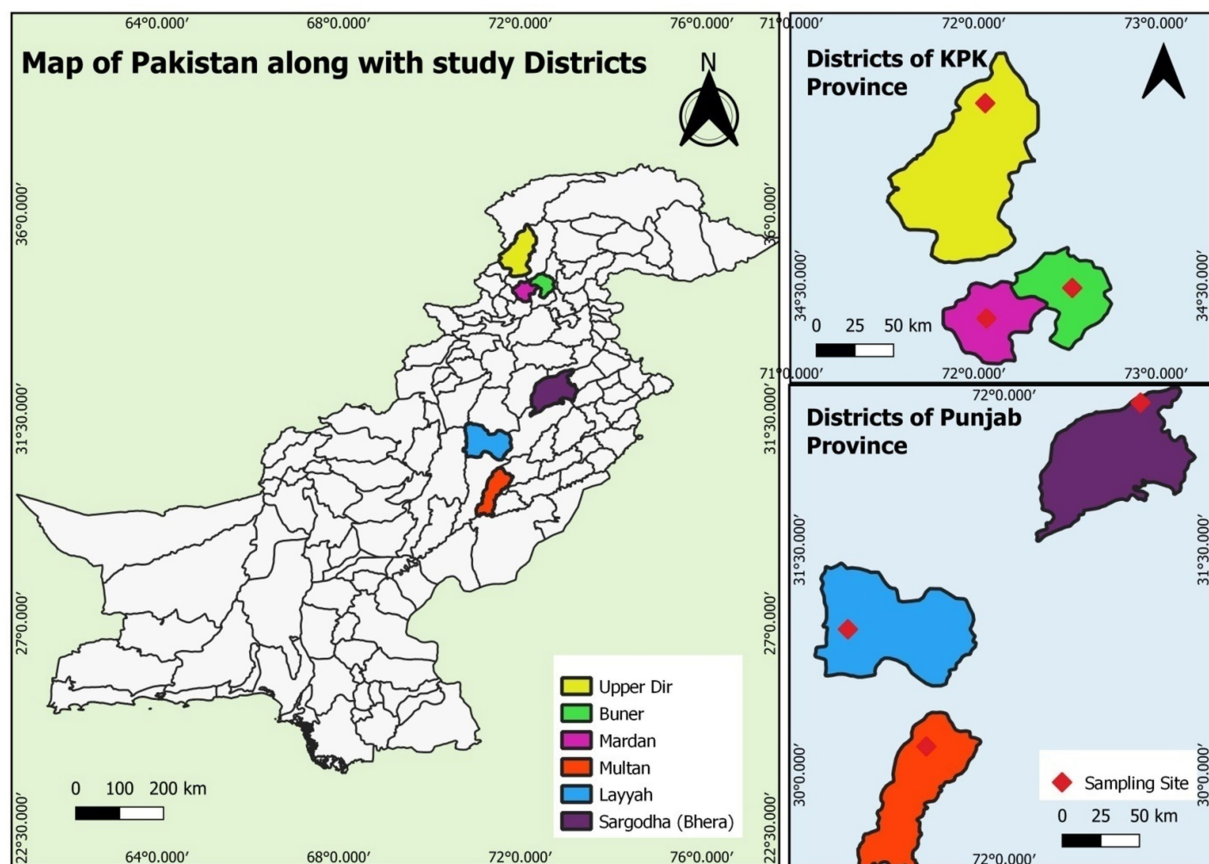 64°0.000'
68°0.000'
72°0.000'
76°0.000'
Map of Pakistan along with study Districts
N
36°0.000'
36°0.000'
31°30.000'
31°30.000'
27°0.000'
27°0.000'
22°30.000'
22°30.000'
Upper Dir
Buner
Mardan
Multan
Layyah
Sargodha (Bhera)
0 100 200 km
64°0.000'
68°0.000'
72°0.000'
76°0.000'
71°0.000'
72°0.000'
73°0.000'
Districts of KPK
Province
34°30.000'
34°30.000'
0 25 50 km
71°0.000'
72°0.000'
73°0.000'
72°0.000'
Districts of Punjab
Province
31°30.000'
31°30.000'
30°0.000'
30°0.000'
Sampling Site
0 25 50 km
72°0.000'